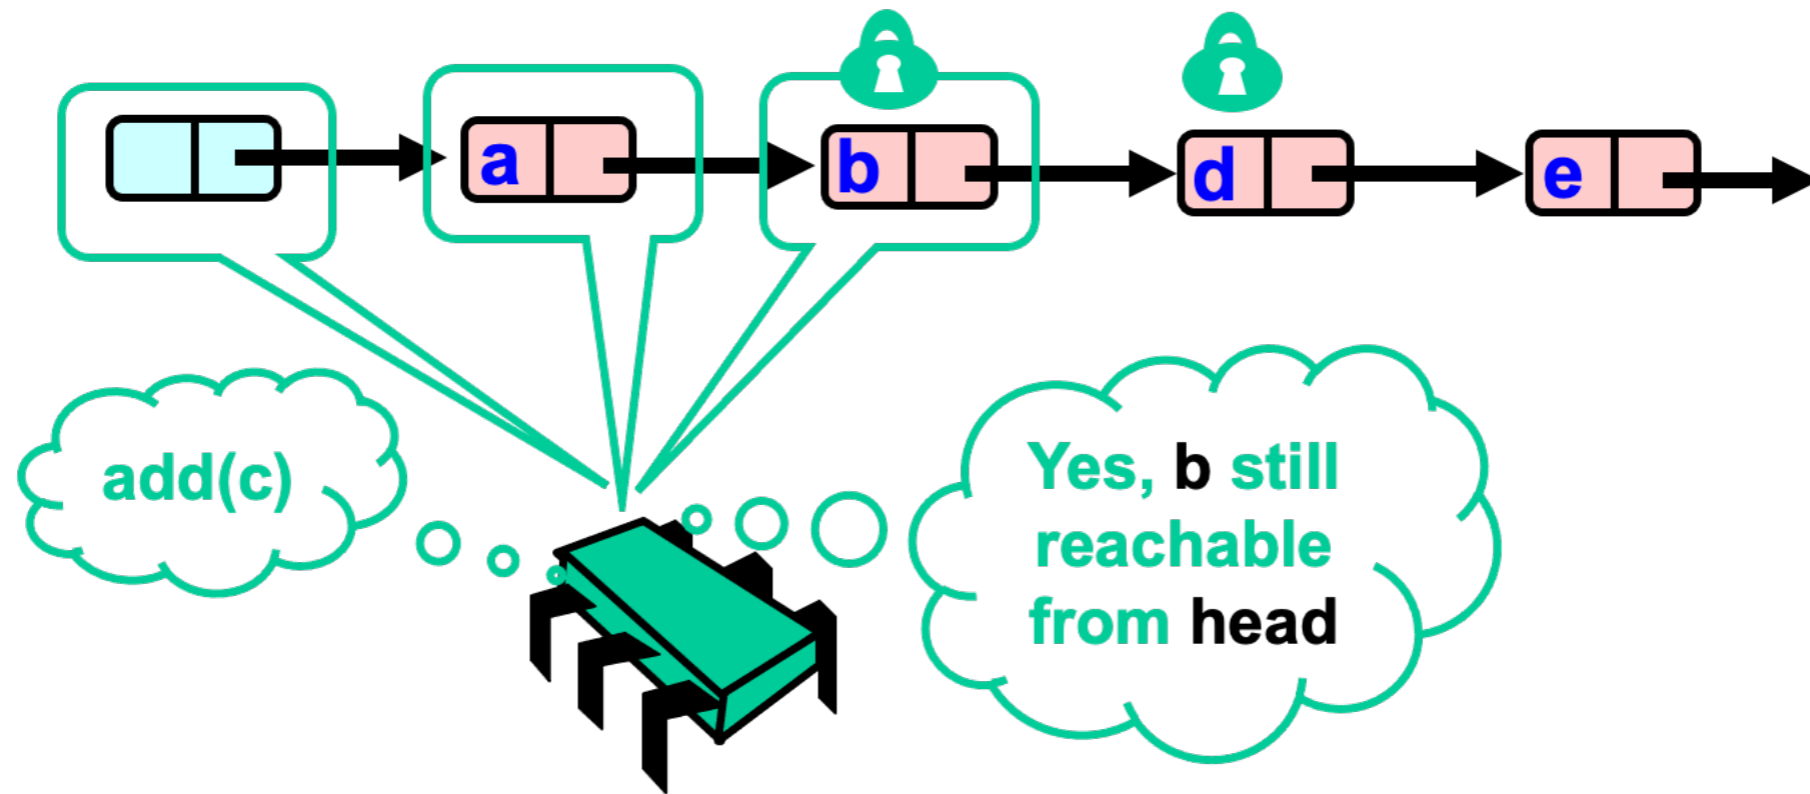 a
b
d
e
add(c)
Yes, b still
reachable
from head